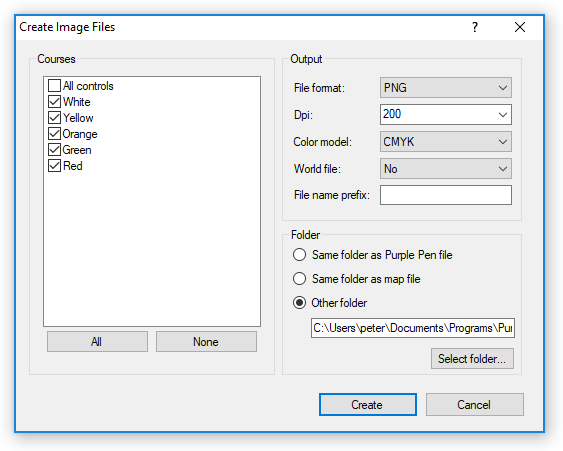 Create Image Files
?
Courses
All controls
White
Yellow
Orange
Green
Red
All
None
Output
File format:
PNG
Dpi:
200
Color model:
CMYK
World file:
No
File name prefix:
Folder
Same folder as Purple Pen file
Same folder as map file
Other folder
C:\Users\peter\Documents\Programs\Pur
Select folder...
Create
Cancel